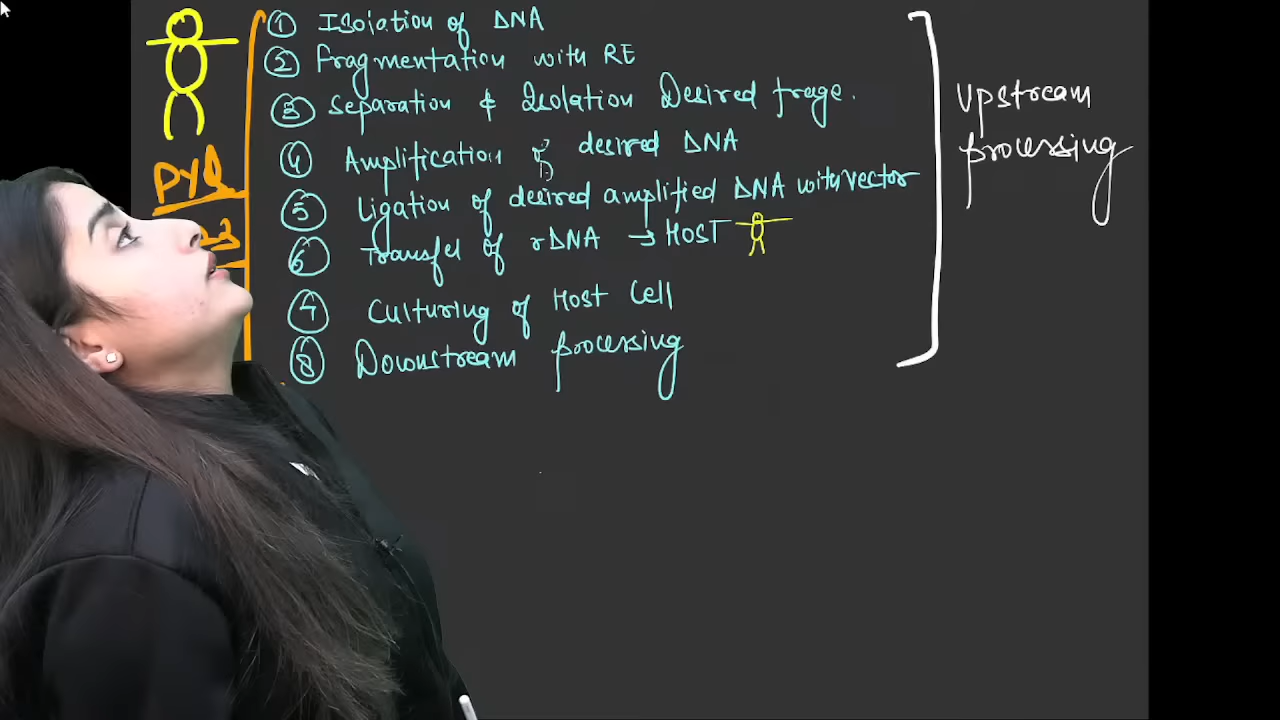 ① Isolation of DNA
② Fragmentation with RE
③ Separation & Isolation Desired frage.
④ Amplification of desired DNA
⑤ Ligation of desired amplified DNA with vector
⑥ Transfer of rDNA → HOST
⑦ Culturing of Host Cell
⑧ Downstream processing
Upstream
processing
PYQ